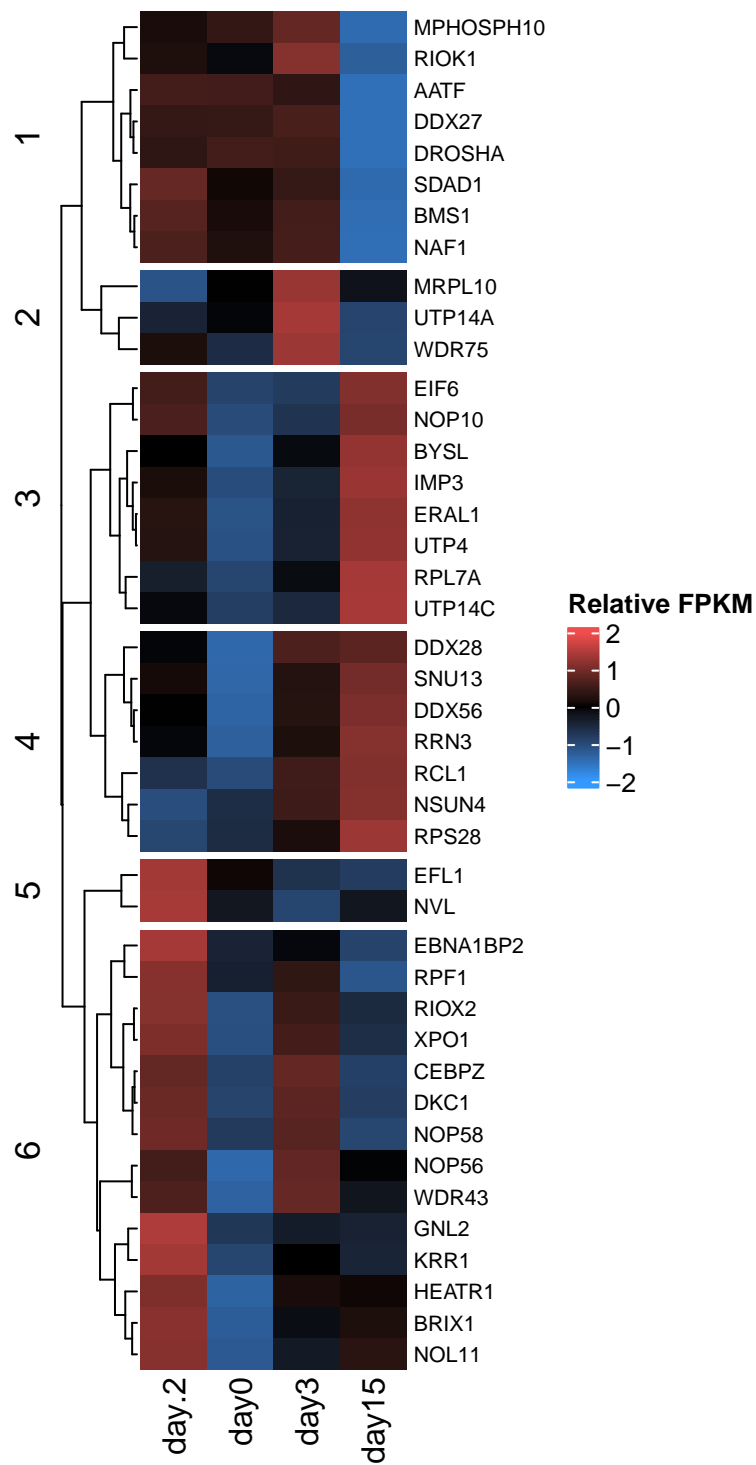 1
MPHOSPH10
RIOK1
AATF
DDX27
DROSHA
SDAD1
BMS1
NAF1
2
MRPL10
UTP14A
WDR75
3
EIF6
NOP10
BYSL
IMP3
ERAL1
UTP4
RPL7A
UTP14C
4
DDX28
SNU13
DDX56
RRN3
RCL1
NSUN4
RPS28
5
EFL1
NVL
6
EBNA1BP2
RPF1
RIOX2
XPO1
CEBPZ
DKC1
NOP58
NOP56
WDR43
GNL2
KRR1
HEATR1
BRIX1
NOL11
day.2
day0
day3
day15
Relative FPKM
2
1
0
−1
−2